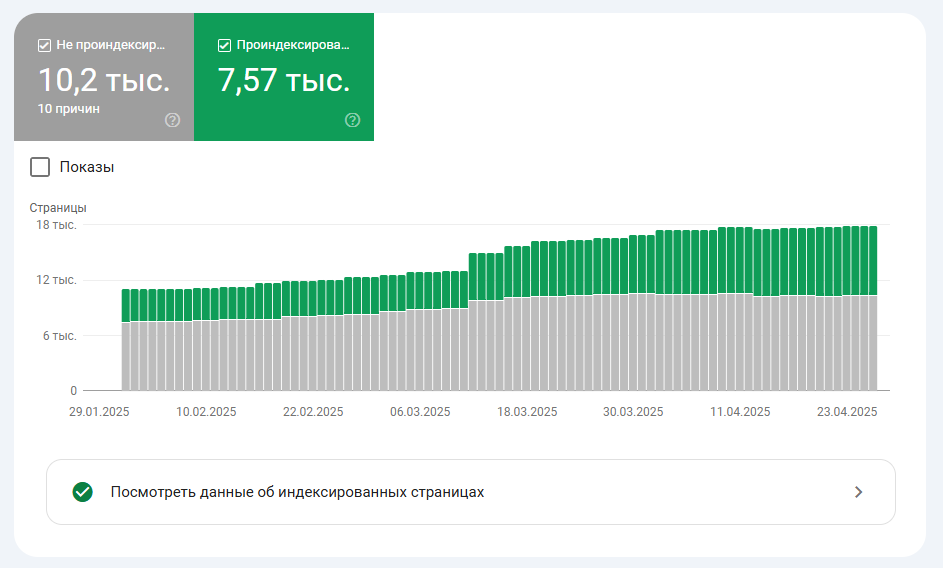 Не проиндексир...
10,2 тыс.
10 причин
Проиндексирова...
7,57 тыс.
Показы
Страницы
18 тыс.
12 тыс.
6 тыс.
0
29.01.2025 10.02.2025 22.02.2025 06.03.2025 18.03.2025 30.03.2025 11.04.2025 23.04.2025
Посмотреть данные об индексированных страницах